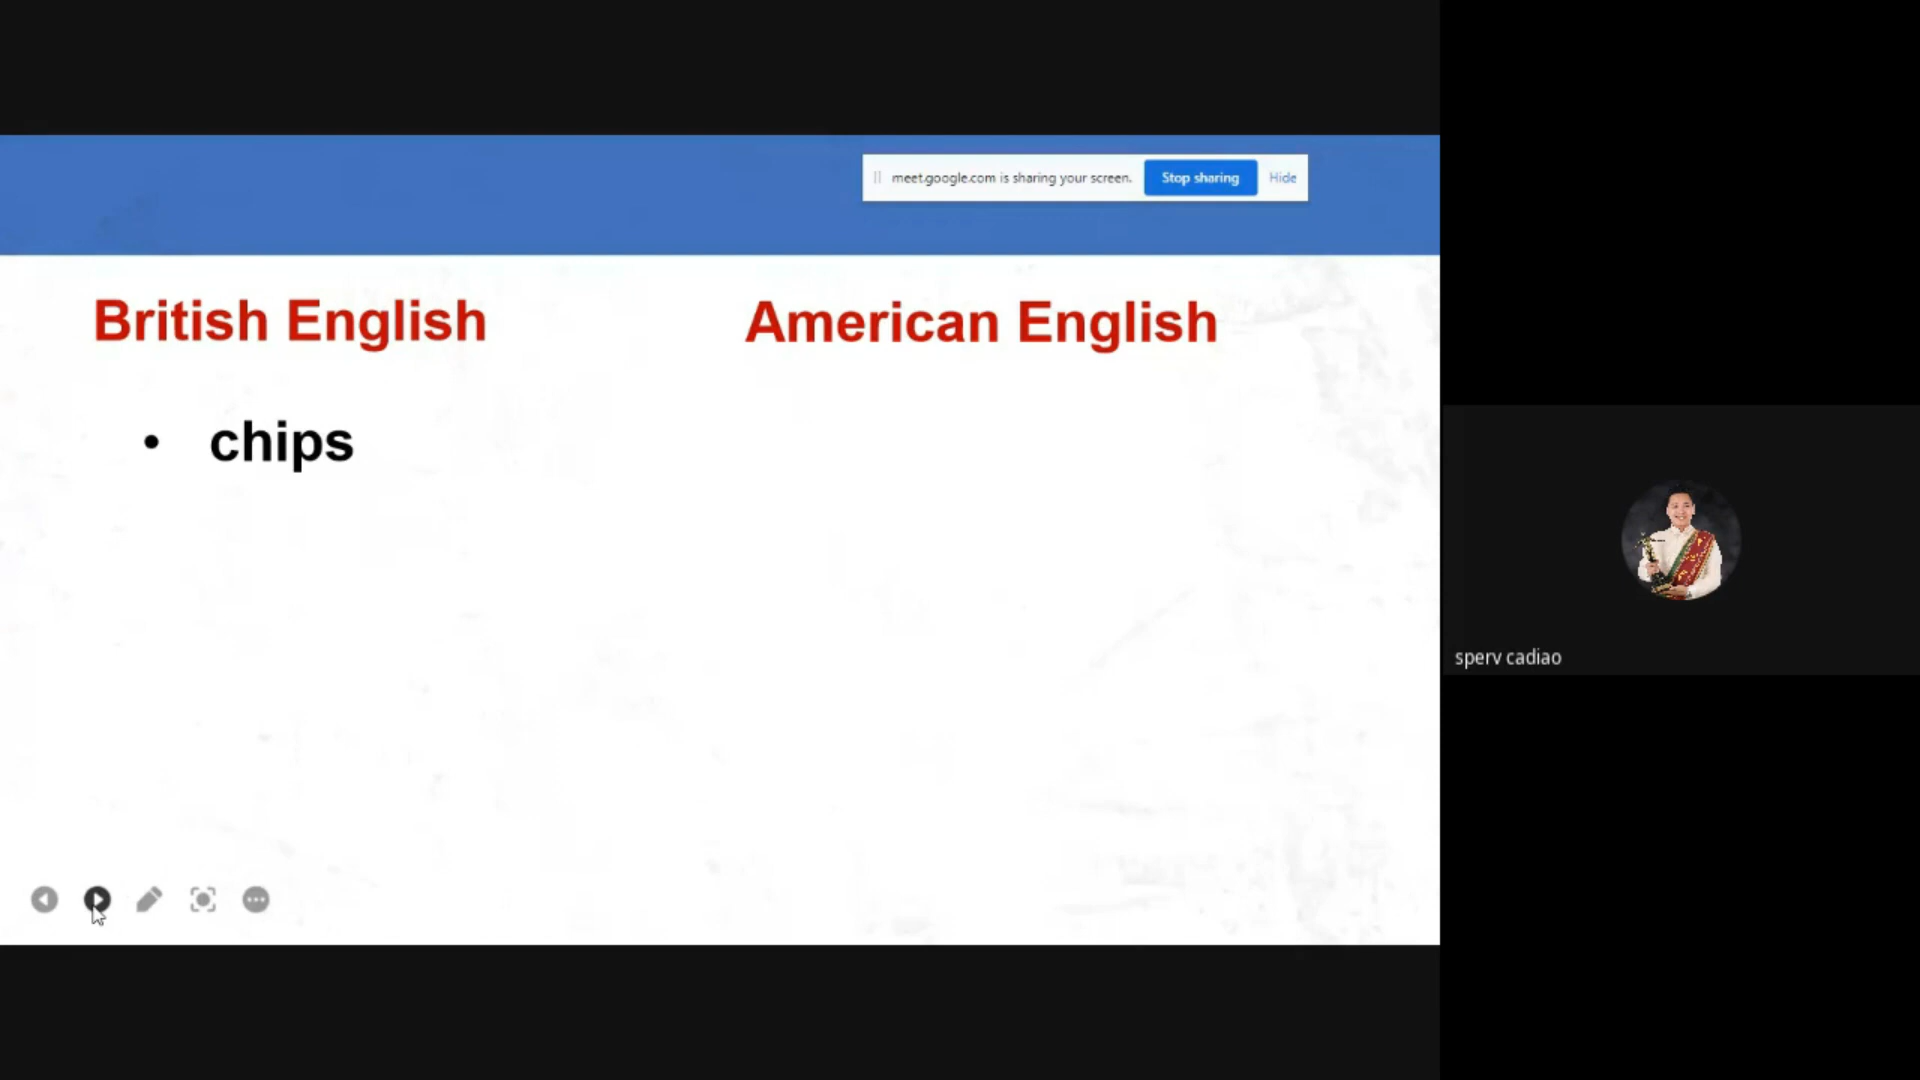 meet.google.com is sharing your screen. Stop sharing Hide
British English American English
• chips
sperv cadiao